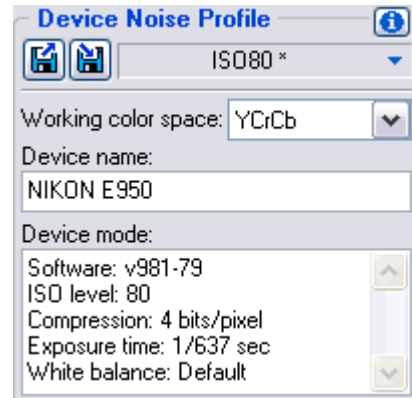 Device Noise Profile
ISO80 *
Working color space: YCrCb
Device name:
NIKON E950
Device mode:
Software: v981-79
ISO level: 80
Compression: 4 bits/pixel
Exposure time: 1/637 sec
White balance: Default